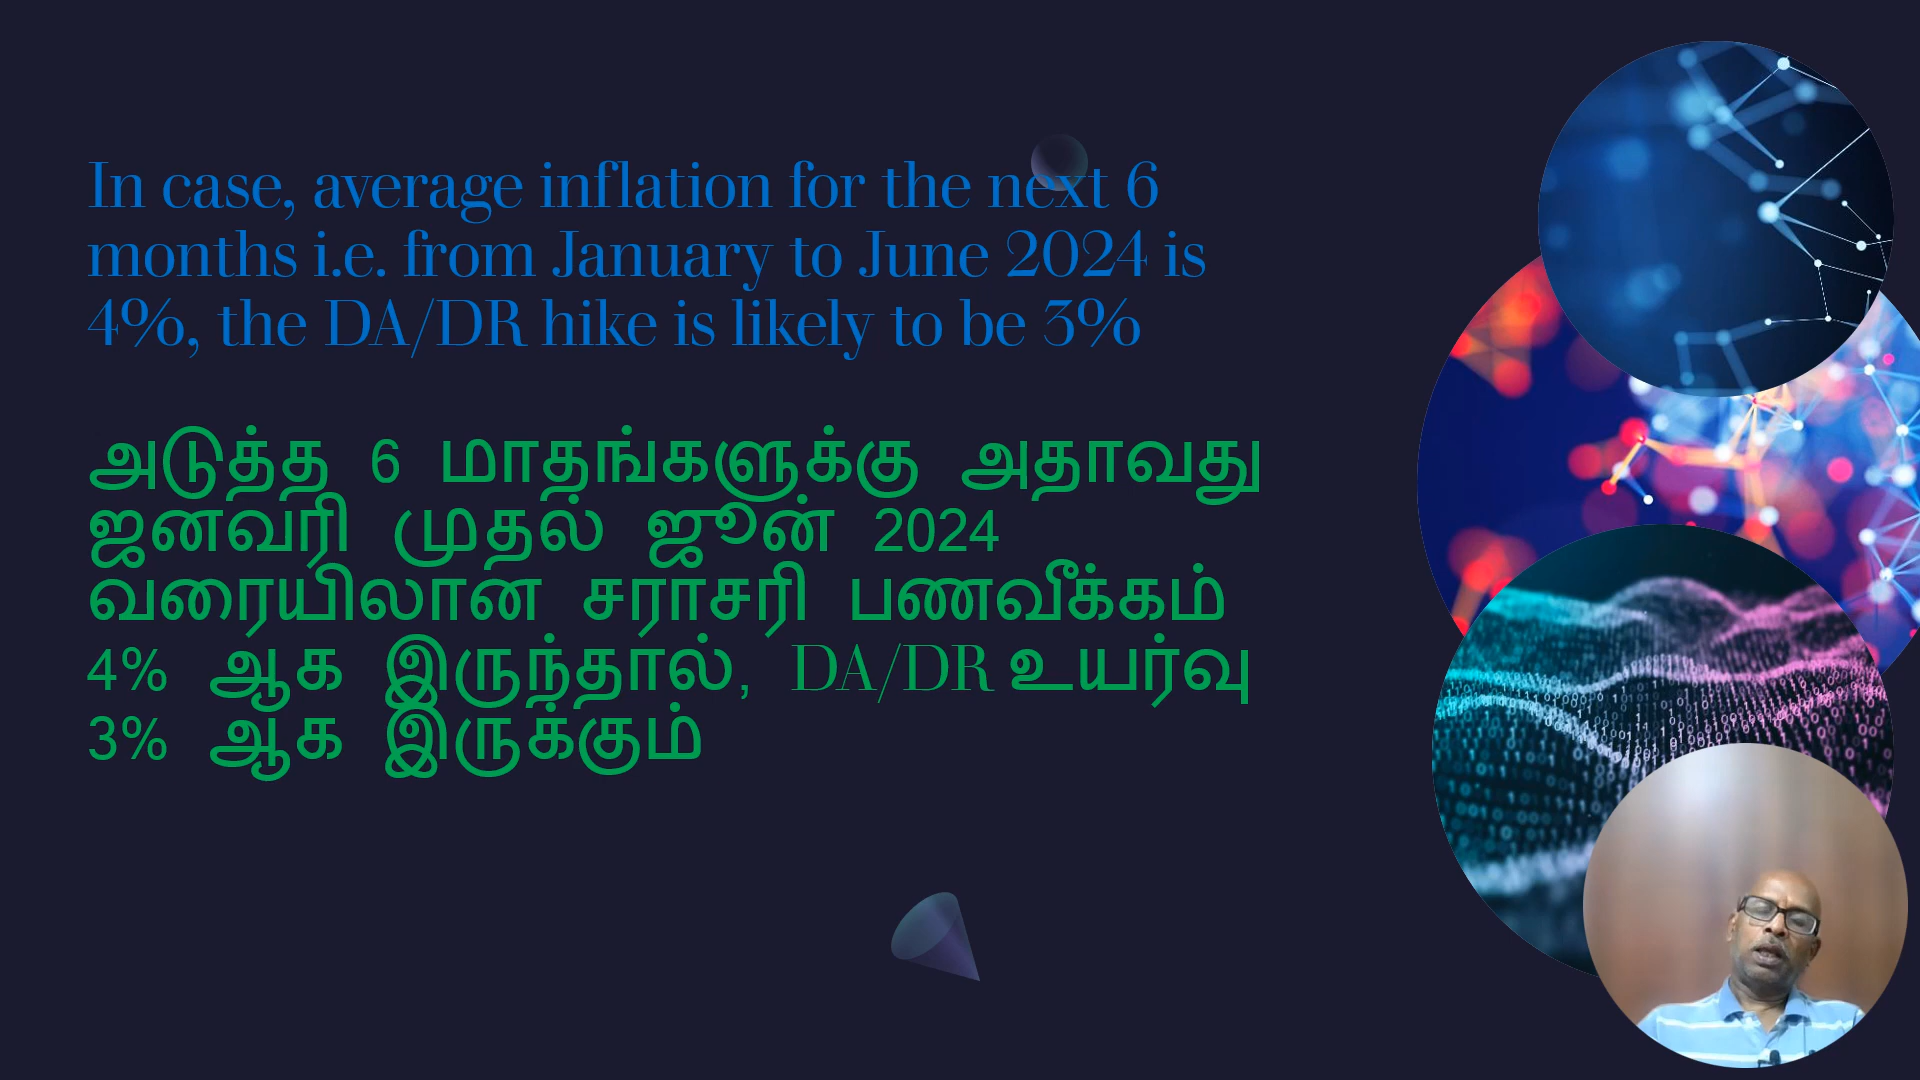 In case, average inflation for the next 6
months i.e. from January to June 2024 is
4%, the DA/DR hike is likely to be 3%
அடுத்த 6 மாதங்களுக்கு அதாவது
ஜனவரி முதல் ஜூன் 2024
வரையிலான சராசரி பணவீக்கம்
4% ஆக இருந்தால், DA/DR உயர்வு
3% ஆக இருக்கும்